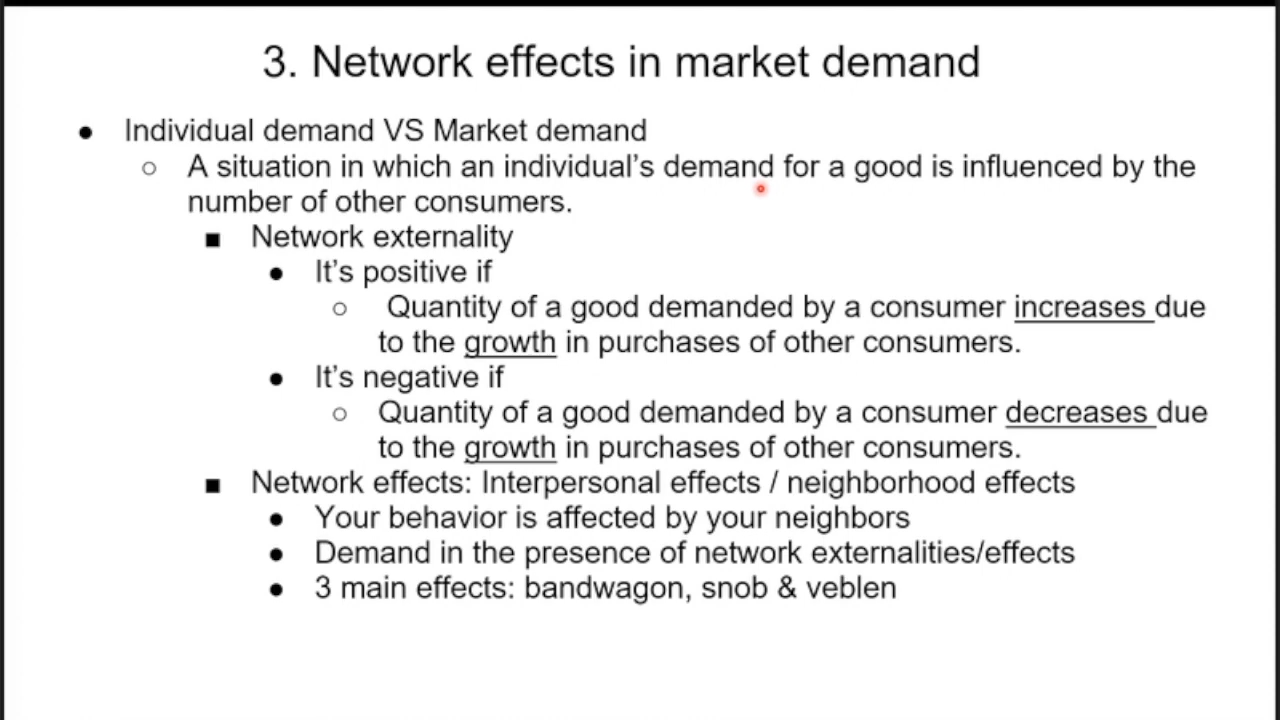 3. Network effects in market demand
● Individual demand VS Market demand
○ A situation in which an individual’s demand for a good is influenced by the
number of other consumers.
■ Network externality
● It’s positive if
○ Quantity of a good demanded by a consumer increases due
to the growth in purchases of other consumers.
● It’s negative if
○ Quantity of a good demanded by a consumer decreases due
to the growth in purchases of other consumers.
■ Network effects: Interpersonal effects / neighborhood effects
● Your behavior is affected by your neighbors
● Demand in the presence of network externalities/effects
● 3 main effects: bandwagon, snob & veblen